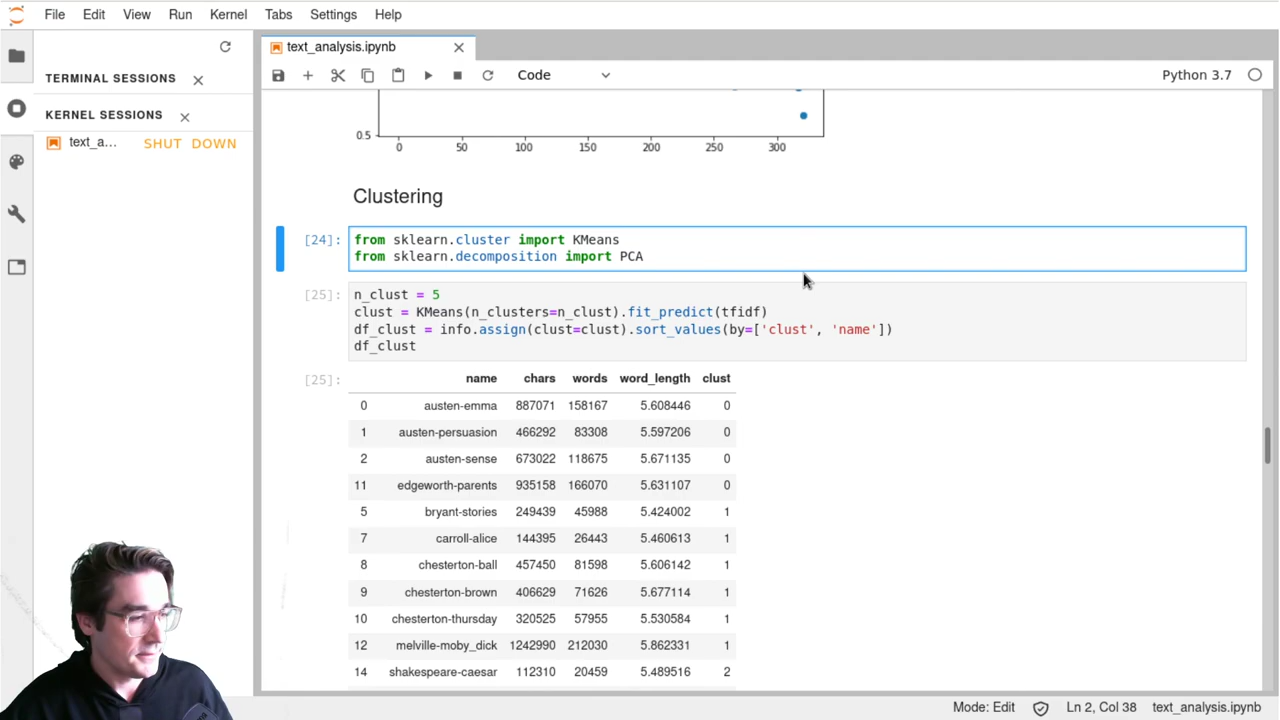 File Edit View Run Kernel Tabs Settings Help
TERMINAL SESSIONS
KERNEL SESSIONS
text_a... SHUT DOWN
text_analysis.ipynb
Code
Python 3.7
0.5
0 50 100 150 200 250 300
Clustering
[24]:
from sklearn.cluster import KMeans
from sklearn.decomposition import PCA
[25]:
n_clust = 5
clust = KMeans(n_clusters=n_clust).fit_predict(tfidf)
df_clust = info.assign(clust=clust).sort_values(by=['clust', 'name'])
df_clust
[25]:
name chars words word_length clust
0 austen-emma 887071 158167 5.608446 0
1 austen-persuasion 466292 83308 5.597206 0
2 austen-sense 673022 118675 5.671135 0
11 edgeworth-parents 935158 166070 5.631107 0
5 bryant-stories 249439 45988 5.424002 1
7 carroll-alice 144395 26443 5.460613 1
8 chesterton-ball 457450 81598 5.606142 1
9 chesterton-brown 406629 71626 5.677114 1
10 chesterton-thursday 320525 57955 5.530584 1
12 melville-moby_dick 1242990 212030 5.862331 1
14 shakespeare-caesar 112310 20459 5.489516 2
Mode: Edit Ln 2, Col 38 text_analysis.ipynb